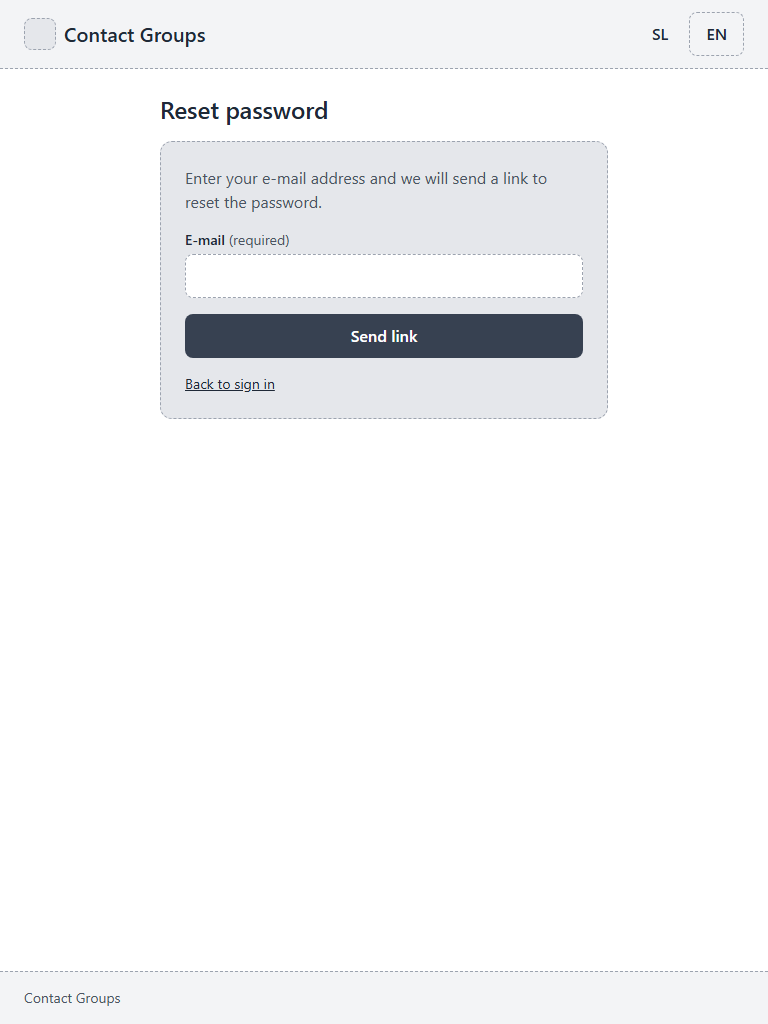 Contact Groups
SL
EN
Reset password
Enter your e-mail address and we will send a link to
reset the password.
E-mail (required)
Send link
Back to sign in
Contact Groups